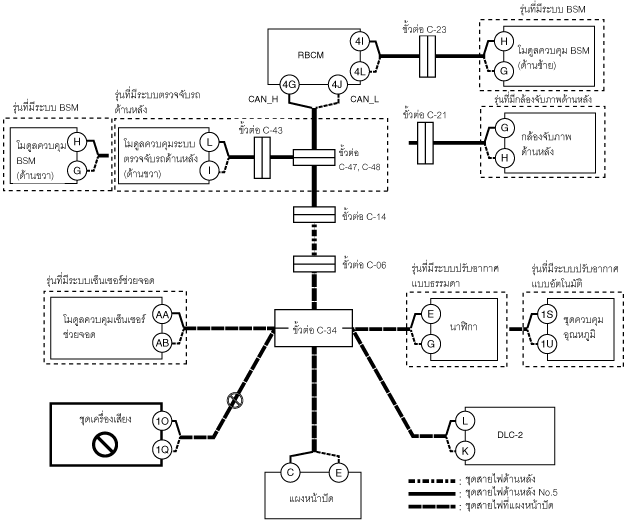 ขั้วต่อ C-23
รุ่นที่มีระบบ BSM
RBCM
4I
4L
H
G
โมดูลควบคุม BSM
(ด้านซ้าย)
4G
4J
CAN_H
CAN_L
รุ่นที่มีระบบ BSM
รุ่นที่มีระบบตรวจจับรถ
ด้านหลัง
ขั้วต่อ C-43
ขั้วต่อ C-21
รุ่นที่มีกล้องจับภาพด้านหลัง
โมดูลควบคุม
BSM
(ด้านขวา)
H
G
โมดูลควบคุมระบบ
ตรวจจับรถด้านหลัง
(ด้านขวา)
L
I
ขั้วต่อ
C-47, C-48
G
H
กล้องจับภาพ
ด้านหลัง
ขั้วต่อ C-14
ขั้วต่อ C-06
รุ่นที่มีระบบเซ็นเซอร์ช่วยจอด
รุ่นที่มีระบบปรับอากาศ
แบบธรรมดา
รุ่นที่มีระบบปรับอากาศ
แบบอัตโนมัติ
โมดูลควบคุมเซ็นเซอร์
ช่วยจอด
AA
AB
ขั้วต่อ C-34
E
G
นาฬิกา
1S
1U
ชุดควบคุม
อุณหภูมิ
ชุดเครื่องเสียง
1O
1Q
L
K
DLC-2
C
E
แผงหน้าปัด
: ชุดสายไฟด้านหลัง
: ชุดสายไฟด้านหลัง No.5
: ชุดสายไฟที่แผงหน้าปัด